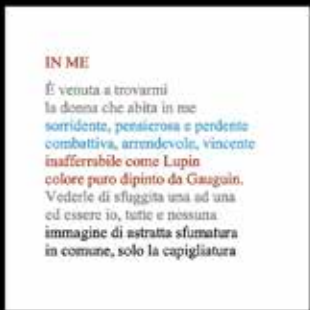 IN ME
È venuta a trovarmi
la donna che abita in me
sorridente, pensierosa e perdente
combattiva, arrendevole, vincente
inafferrabile come Lupin
colore puro dipinto da Gauguin.
Vederle di sfuggita una ad una
ed essere io, tutte e nessuna
immagine di astratta sfumatura
in comune, solo la capigliatura